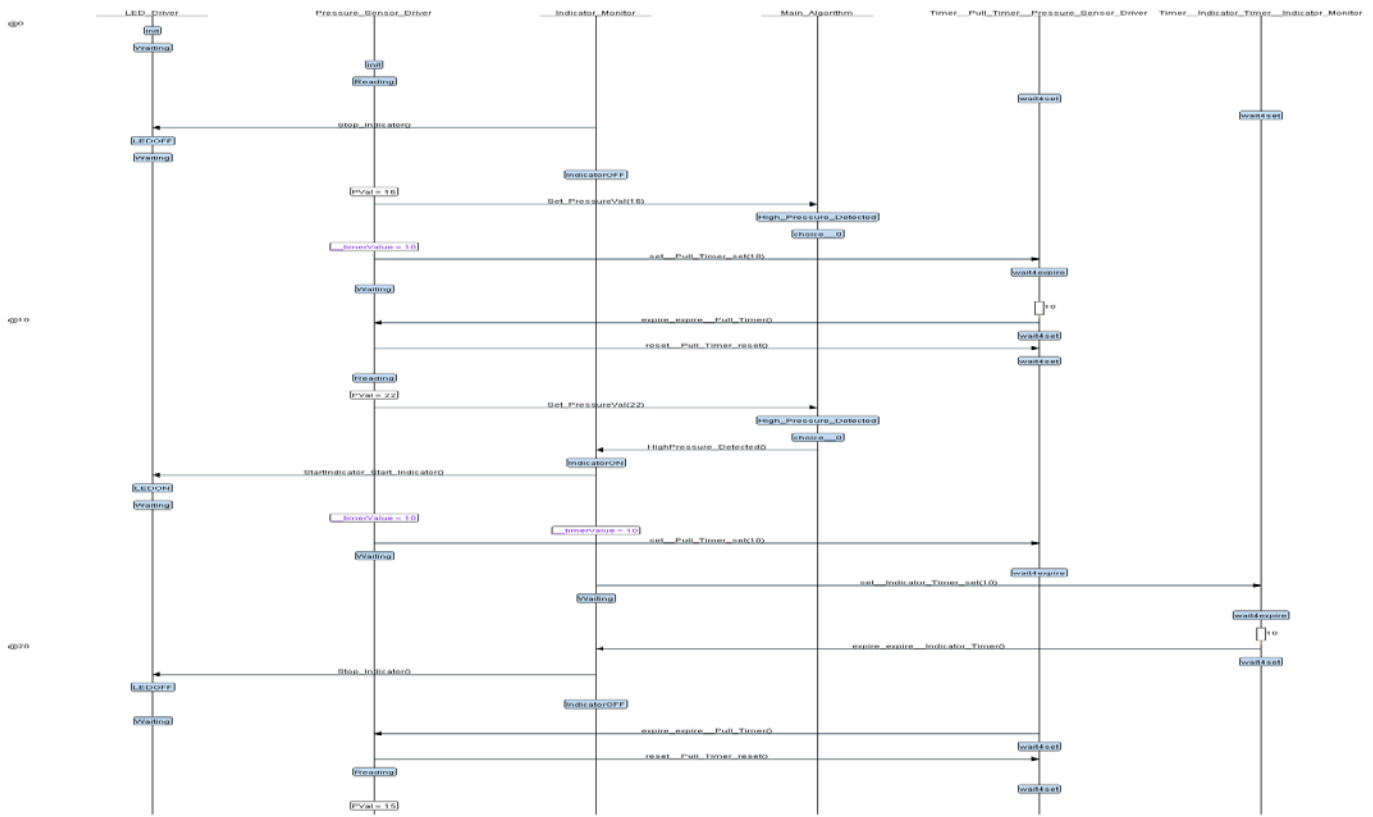 LED_Driver
Pressure_Sensor_Driver
Indicator_Monitor
Main_Algorithm
Timer__Pull_Timer__Pressure_Sensor_Driver
Timer__Indicator_Timer__Indicator_Monitor
@0
init
Waiting
init
Reading
wait4set
wait4set
Stop_Indicator()
LEDOFF
Waiting
IndicatorOFF
PVal = 16
Set_PressureVal(16)
High_Pressure_Detected
choice__0
__timerValue = 10
set__Pull_Timer_set(10)
wait4expire
Waiting
10
@10
expire_expire__Pull_Timer()
wait4set
reset__Pull_Timer_reset()
wait4set
Reading
PVal = 22
Set_PressureVal(22)
High_Pressure_Detected
choice__0
HighPressure_Detected()
IndicatorON
StartIndicator_Start_Indicator()
LEDON
Waiting
__timerValue = 10
__timerValue = 10
set__Pull_Timer_set(10)
Waiting
wait4expire
set__Indicator_Timer_set(10)
Waiting
wait4expire
10
@20
expire_expire__Indicator_Timer()
wait4set
Stop_Indicator()
LEDOFF
IndicatorOFF
Waiting
expire_expire__Pull_Timer()
wait4set
reset__Pull_Timer_reset()
Reading
wait4set
PVal = 15